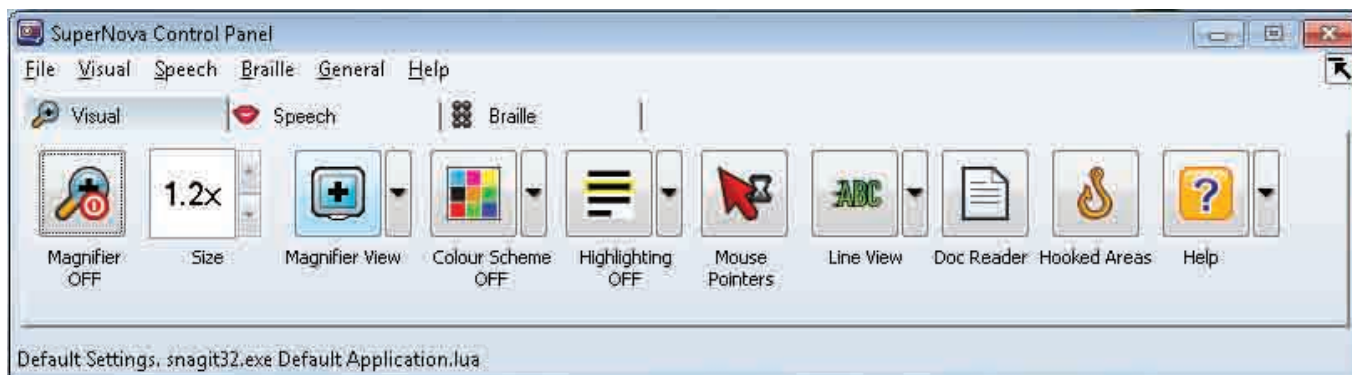 SuperNova Control Panel
File Visual Speech Braille General Help
Visual Speech Braille
1.2x ABC ?
Magnifier OFF Size Magnifier View Colour Scheme OFF Highlighting OFF Mouse Pointers Line View Doc Reader Hooked Areas Help
Default Settings. snagit32.exe Default Application.lua